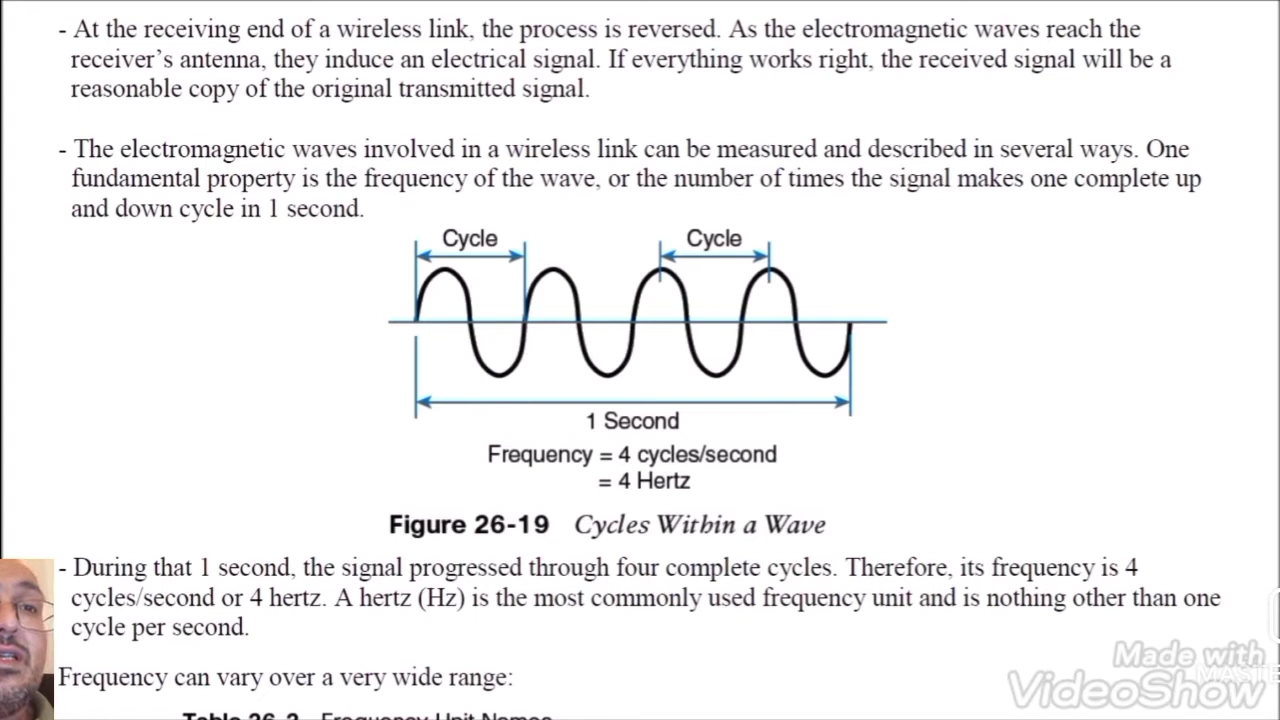 - At the receiving end of a wireless link, the process is reversed. As the electromagnetic waves reach the
receiver's antenna, they induce an electrical signal. If everything works right, the received signal will be a
reasonable copy of the original transmitted signal.
- The electromagnetic waves involved in a wireless link can be measured and described in several ways. One
fundamental property is the frequency of the wave, or the number of times the signal makes one complete up
and down cycle in 1 second.
Cycle
Cycle
1 Second
Frequency = 4 cycles/second
= 4 Hertz
Figure 26-19 Cycles Within a Wave
- During that 1 second, the signal progressed through four complete cycles. Therefore, its frequency is 4
cycles/second or 4 hertz. A hertz (Hz) is the most commonly used frequency unit and is nothing other than one
cycle per second.
Made with
VideoShow
Frequency can vary over a very wide range:
Table 26-2 Frequency Unit Names